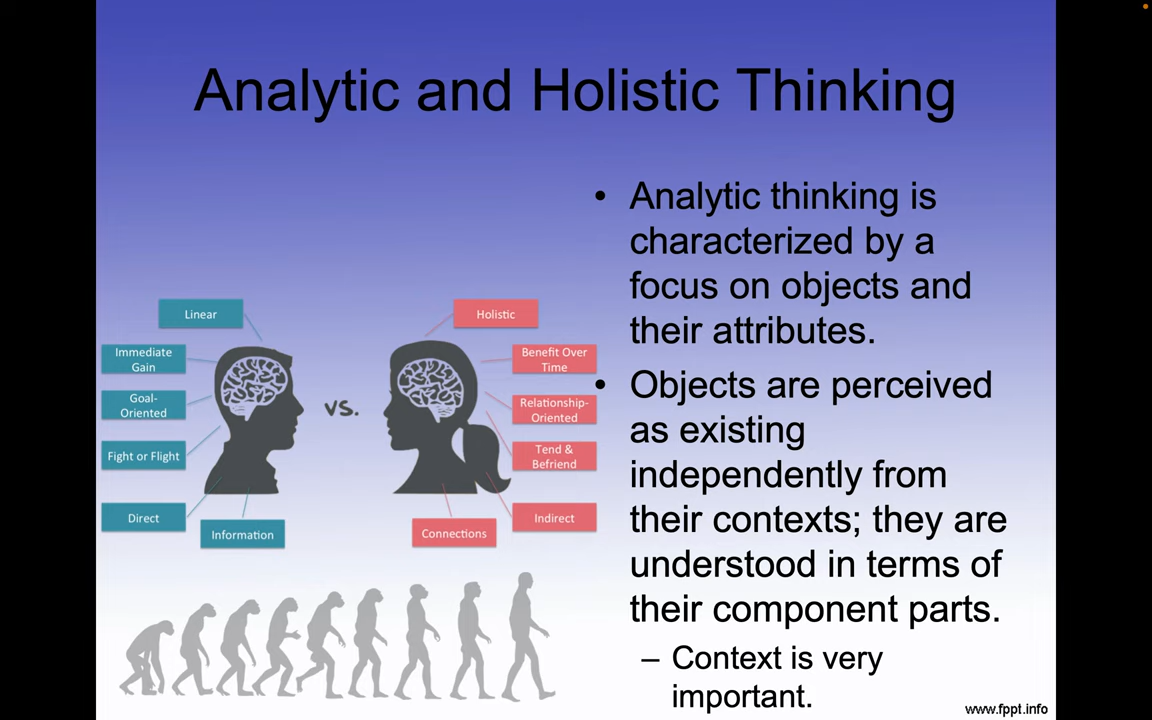 Analytic and Holistic Thinking
• Analytic thinking is
characterized by a
focus on objects and
their attributes.
• Objects are perceived
as existing
independently from
their contexts; they are
understood in terms of
their component parts.
– Context is very
important.
Linear
Immediate
Gain
Goal-
Oriented
Fight or Flight
Direct
Information
vs.
Holistic
Benefit Over
Time
Relationship-
Oriented
Tend &
Befriend
Indirect
Connections
www.fppt.info